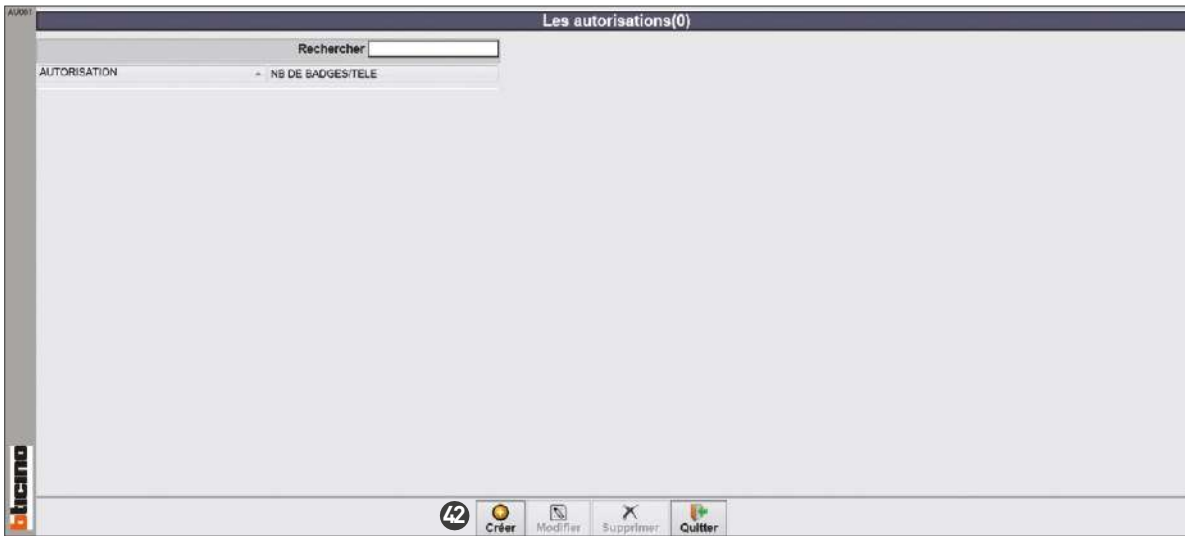 AU001
Les autorisations(0)
Rechercher
AUTORISATION NB DE BADGES/TELE
bticino
42 Créer Modifier Supprimer Quitter